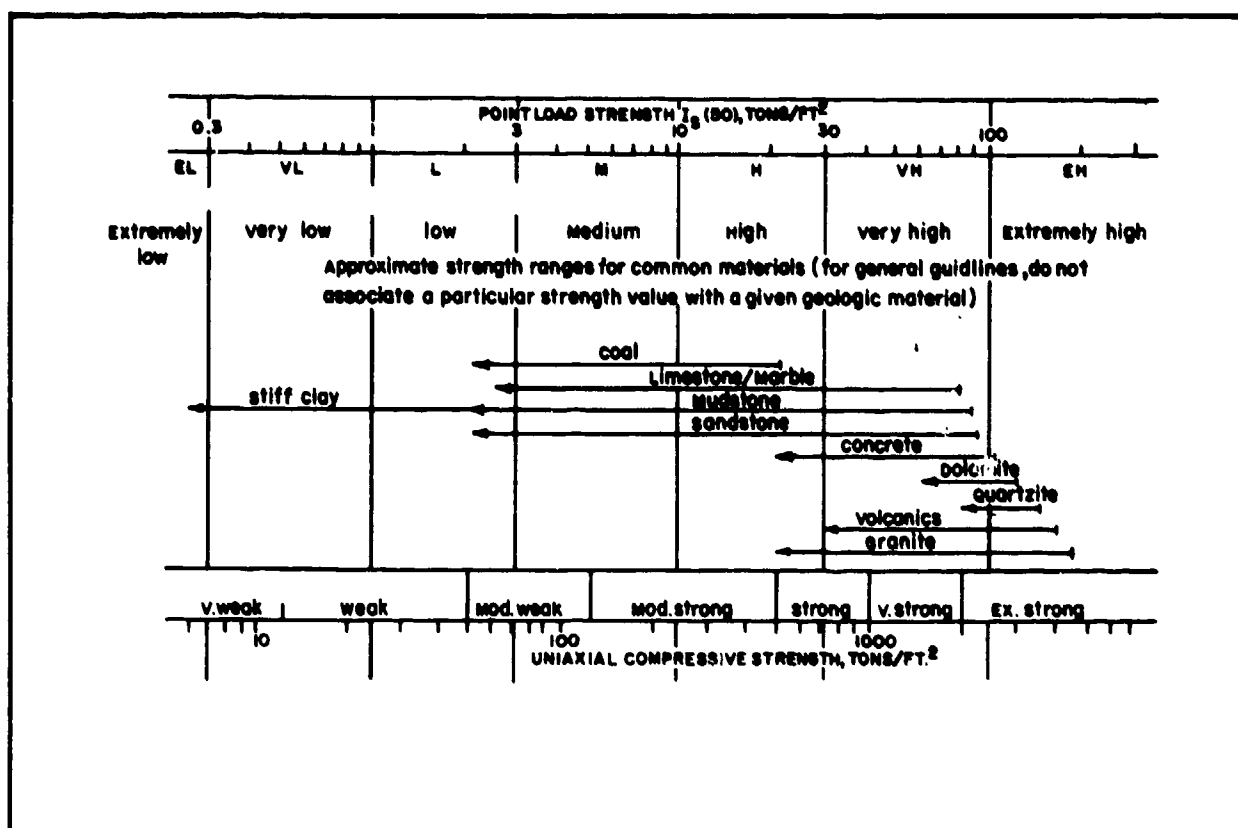 POINT LOAD STRENGTH I_s (50), TONS/FT²
0.3 1 3 10 30 100
EL VL L M H VH EH
Extremely low very low low Medium High very high Extremely high
Approximate strength ranges for common materials (for general guidlines, do not
associate a particular strength value with a given geologic material)
coal
Limestone/Marble
stiff clay
Mudstone
sandstone
concrete
Dolomite
quartzite
volcanics
granite
V.weak weak Mod.weak Mod.strong strong V.strong Ex. strong
10 100 1000
UNIAXIAL COMPRESSIVE STRENGTH, TONS/FT.²